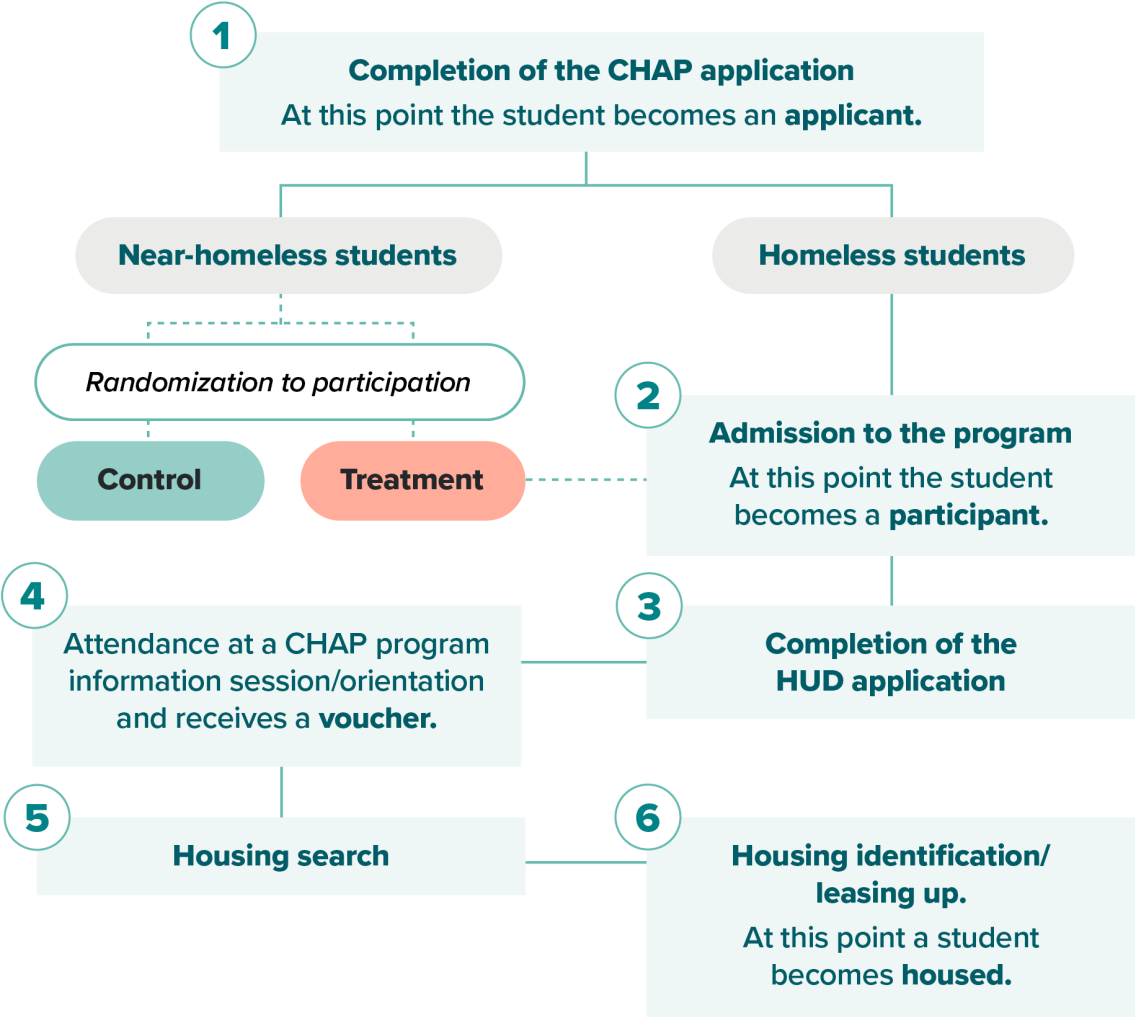 1
Completion of the CHAP application
At this point the student becomes an applicant.
Near-homeless students
Homeless students
Randomization to participation
Control
Treatment
2
Admission to the program
At this point the student
becomes a participant.
3
Completion of the
HUD application
4
Attendance at a CHAP program
information session/orientation
and receives a voucher.
5
Housing search
6
Housing identification/
leasing up.
At this point a student
becomes housed.